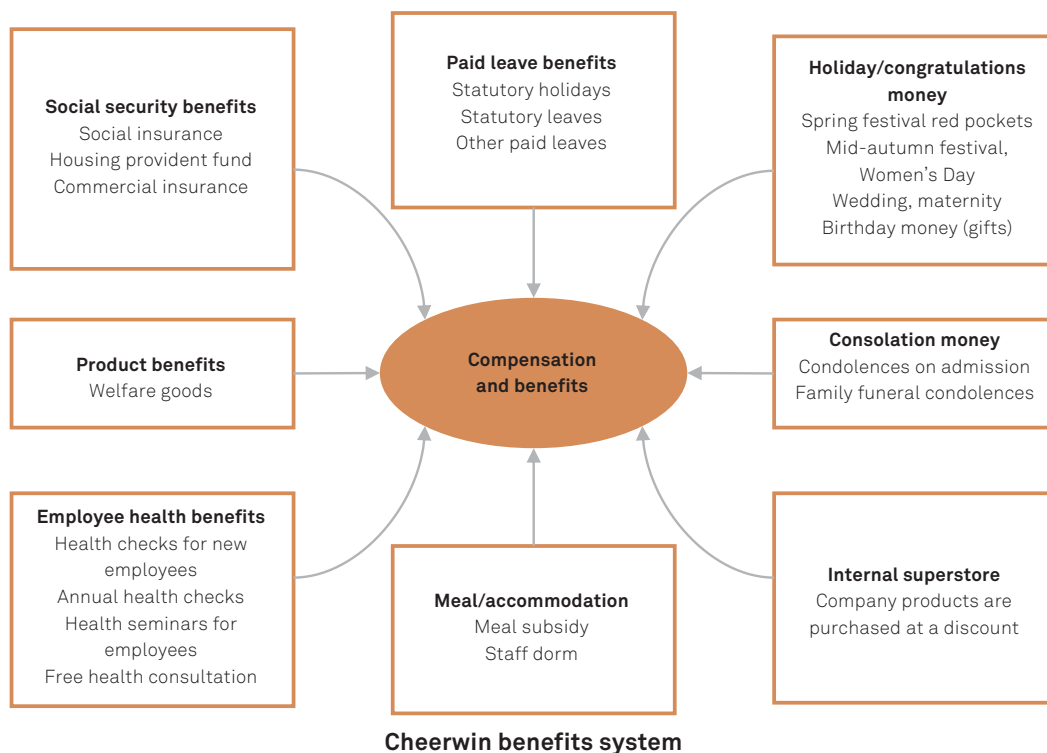 Social security benefits
Social insurance
Housing provident fund
Commercial insurance
Paid leave benefits
Statutory holidays
Statutory leaves
Other paid leaves
Holiday/congratulations
money
Spring festival red pockets
Mid-autumn festival,
Women’s Day
Wedding, maternity
Birthday money (gifts)
Product benefits
Welfare goods
Compensation
and benefits
Consolation money
Condolences on admission
Family funeral condolences
Employee health benefits
Health checks for new
employees
Annual health checks
Health seminars for
employees
Free health consultation
Meal/accommodation
Meal subsidy
Staff dorm
Internal superstore
Company products are
purchased at a discount
Cheerwin benefits system